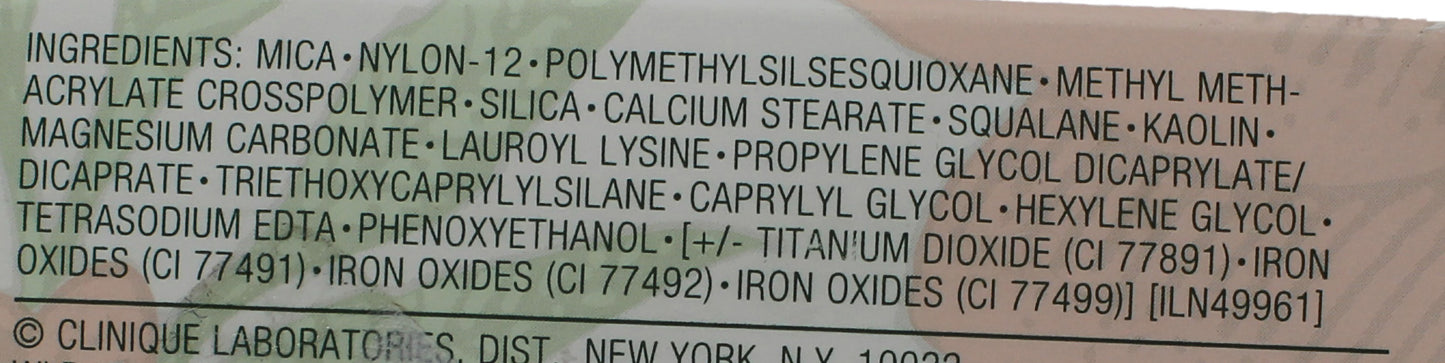 INGREDIENTS: MICA•NYLON-12•POLYMETHYLSILSESQUIOXANE•METHYL METH-
ACRYLATE CROSSPOLYMER•SILICA•CALCIUM STEARATE•SQUALANE•KAOLIN•
MAGNESIUM CARBONATE•LAUROYL LYSINE•PROPYLENE GLYCOL DICAPRYLATE/
DICAPRATE•TRIETHOXYCAPRYLYLSILANE•CAPRYLYL GLYCOL•HEXYLENE GLYCOL•
TETRASODIUM EDTA•PHENOXYETHANOL•[+/- TITANIUM DIOXIDE (CI 77891)•IRON
OXIDES (CI 77491)•IRON OXIDES (CI 77492)•IRON OXIDES (CI 77499)] [ILN49961]
© CLINIQUE LABORATORIES, DIST. NEW YORK, N.Y.